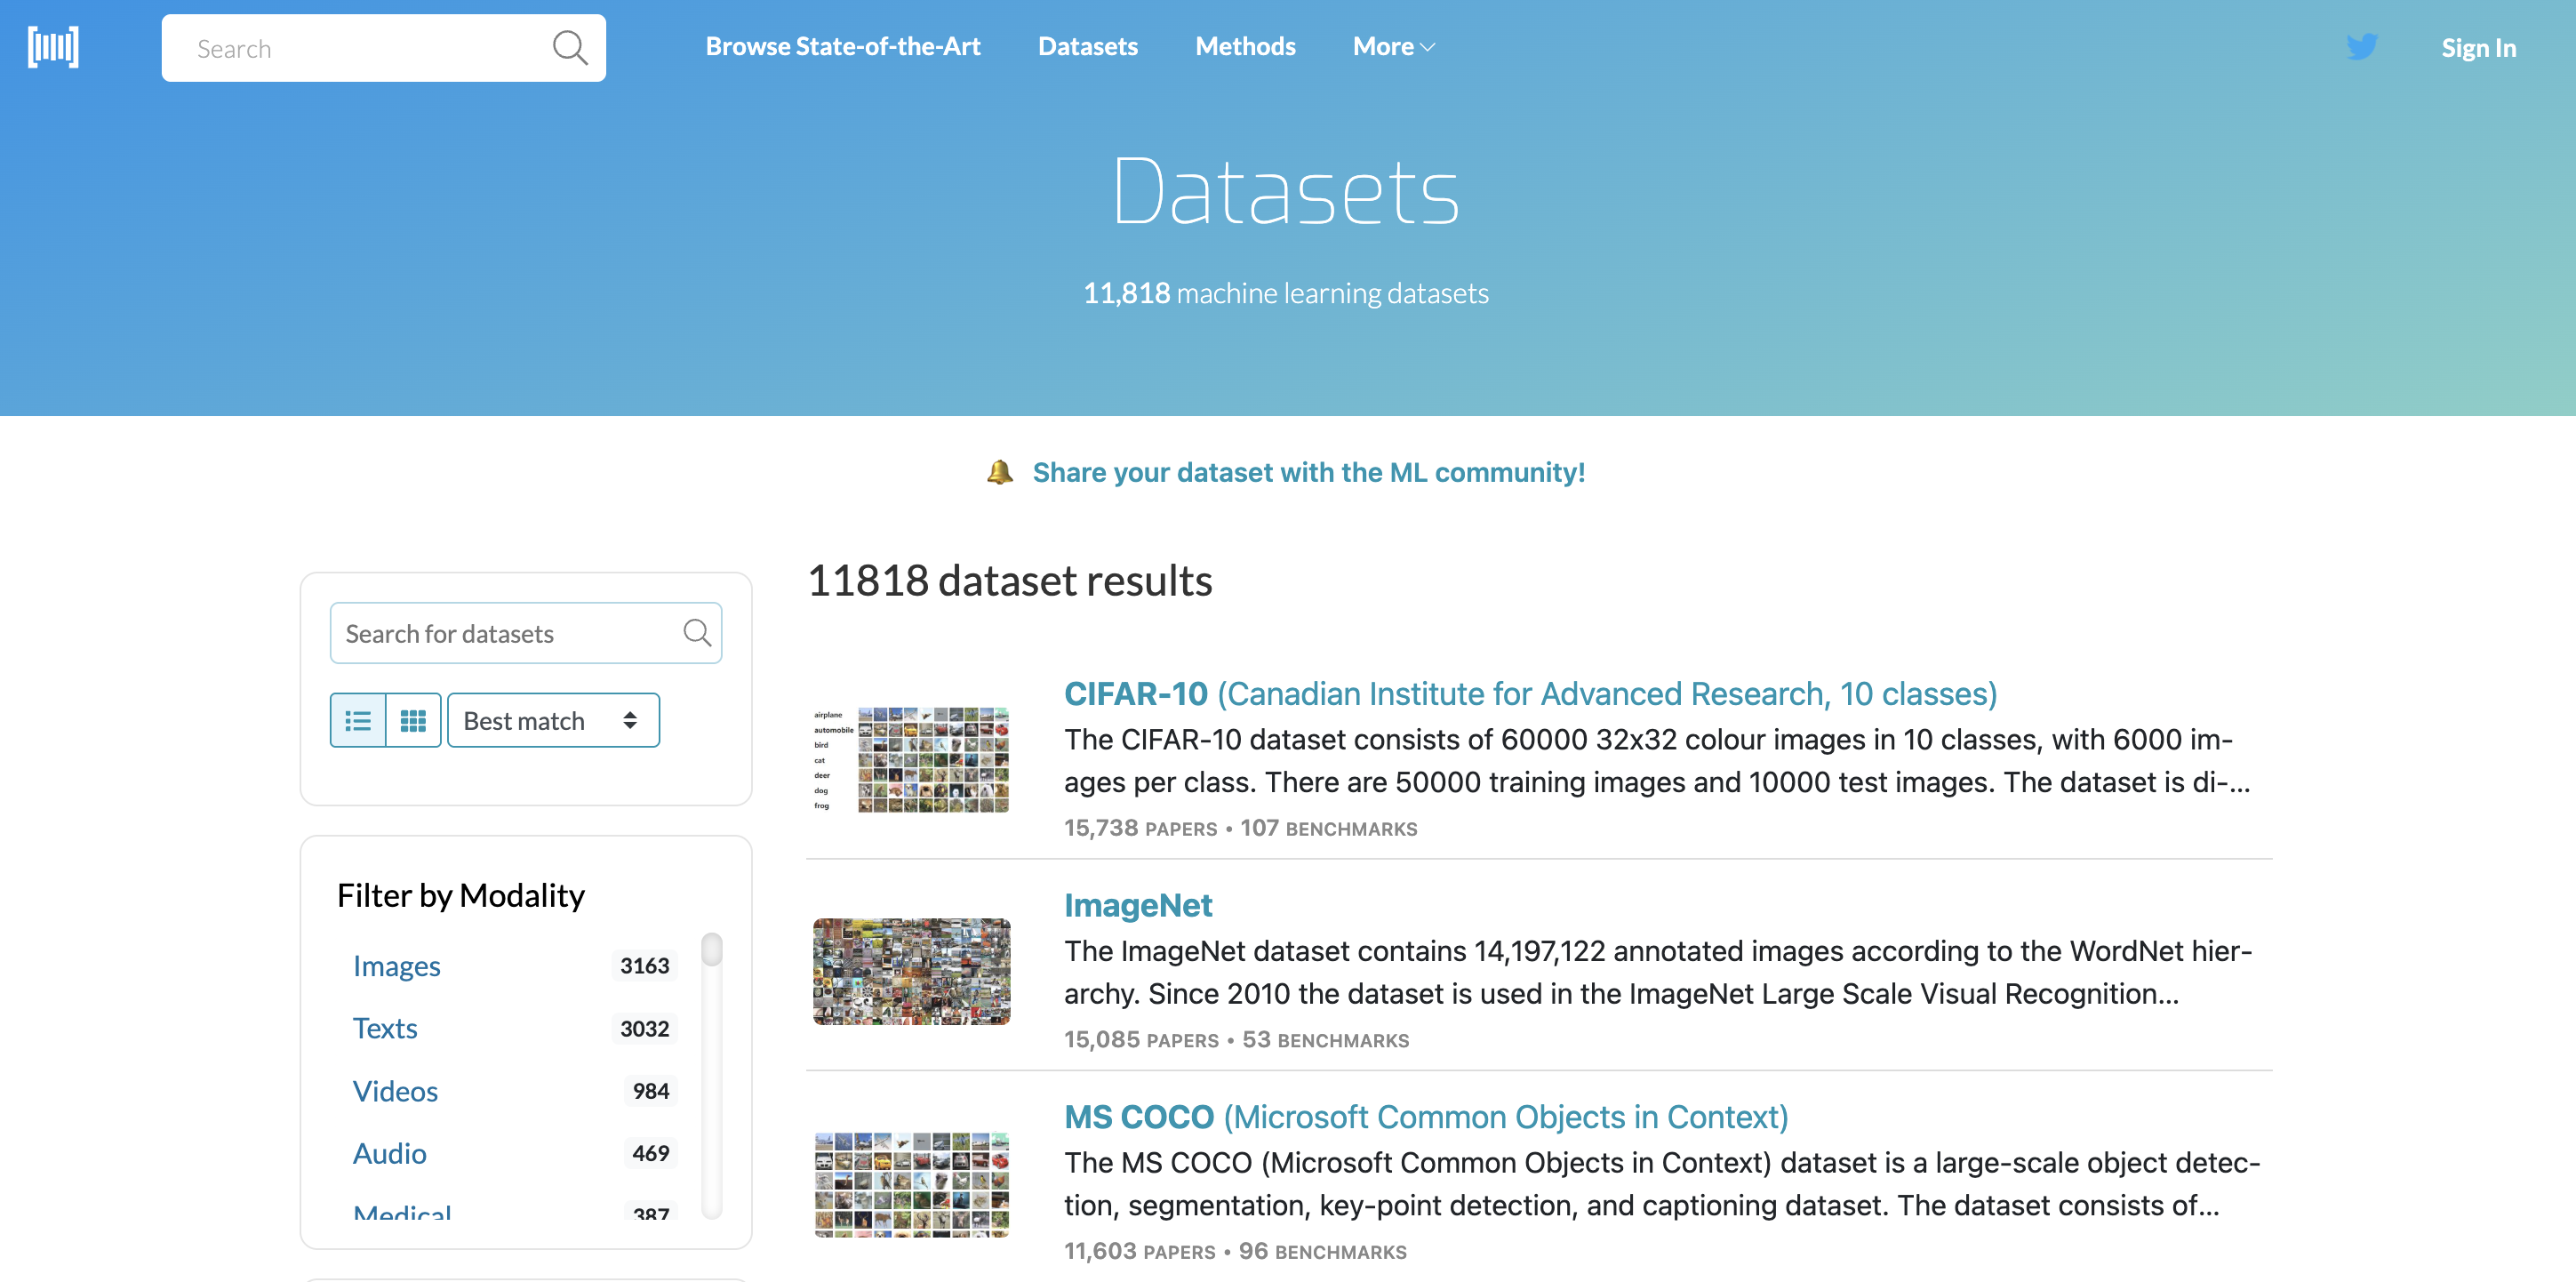 Search
Browse State-of-the-Art
Datasets
Methods
More
Sign In
Datasets
11,818 machine learning datasets
🔔 Share your dataset with the ML community!
Search for datasets
Best match
Filter by Modality
Images 3163
Texts 3032
Videos 984
Audio 469
Medical 387
11818 dataset results
airplane
automobile
bird
cat
deer
dog
frog
CIFAR-10 (Canadian Institute for Advanced Research, 10 classes)
The CIFAR-10 dataset consists of 60000 32x32 colour images in 10 classes, with 6000 im-
ages per class. There are 50000 training images and 10000 test images. The dataset is di-...
15,738 PAPERS • 107 BENCHMARKS
ImageNet
The ImageNet dataset contains 14,197,122 annotated images according to the WordNet hier-
archy. Since 2010 the dataset is used in the ImageNet Large Scale Visual Recognition...
15,085 PAPERS • 53 BENCHMARKS
MS COCO (Microsoft Common Objects in Context)
The MS COCO (Microsoft Common Objects in Context) dataset is a large-scale object detec-
tion, segmentation, key-point detection, and captioning dataset. The dataset consists of...
11,603 PAPERS • 96 BENCHMARKS